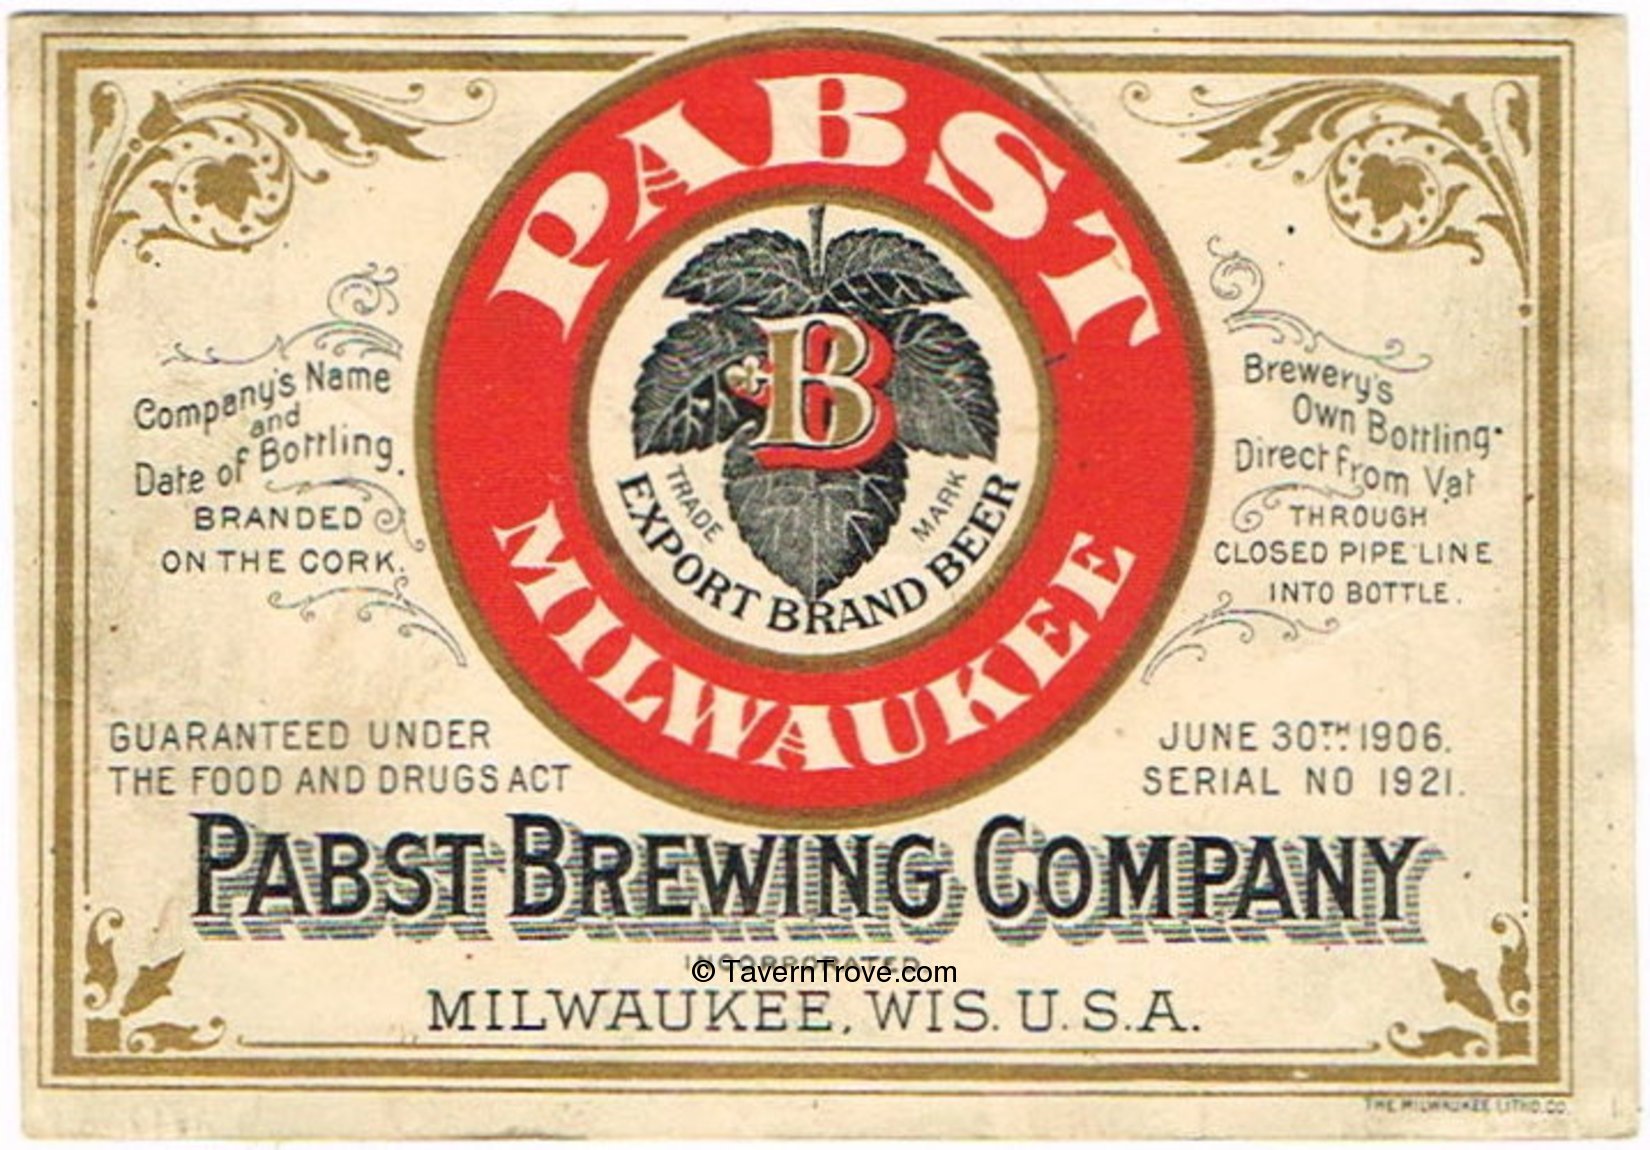 PABST
B
TRADE MARK
EXPORT BRAND BEER
MILWAUKEE
Company's Name
and
Date of Bottling.
BRANDED
ON THE CORK.
Brewery's
Own Bottling.
Direct from Vat
THROUGH
CLOSED PIPE LINE
INTO BOTTLE.
GUARANTEED UNDER
THE FOOD AND DRUGS ACT
JUNE 30TH 1906.
SERIAL NO 1921.
PABST BREWING COMPANY
INCORPORATED
© TavernTrove.com
MILWAUKEE, WIS. U.S.A.
THE MILWAUKEE LITHO. CO.